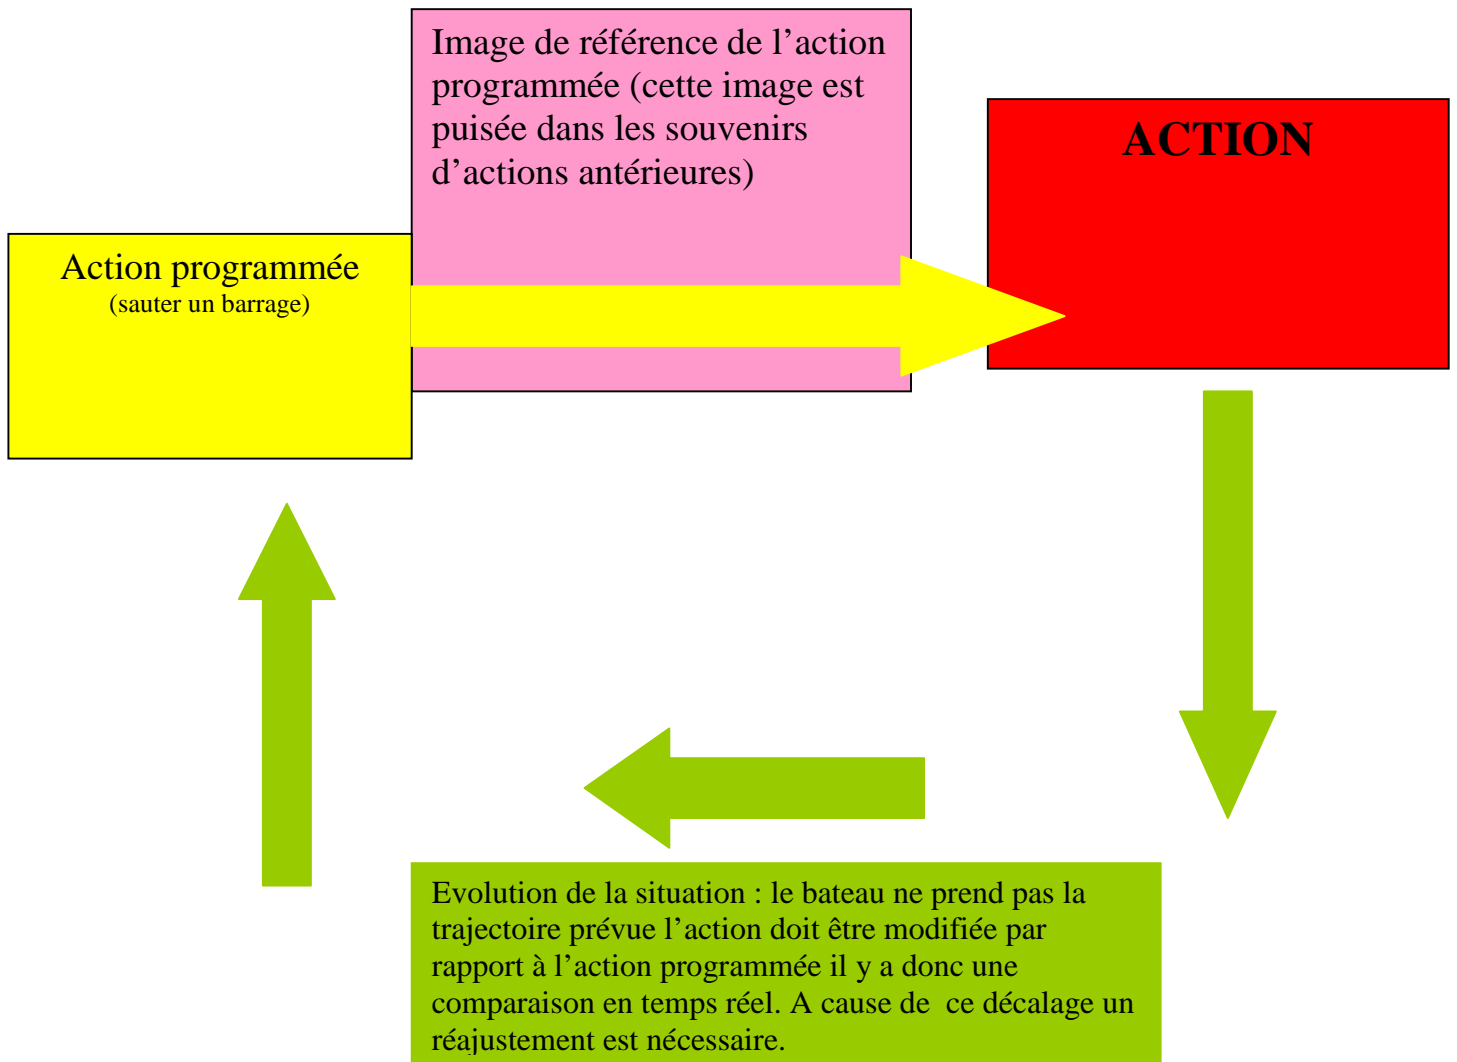 Image de référence de l’action
programmée (cette image est
puisée dans les souvenirs
d’actions antérieures)
ACTION
Action programmée
(sauter un barrage)
Evolution de la situation : le bateau ne prend pas la
trajectoire prévue l’action doit être modifiée par
rapport à l’action programmée il y a donc une
comparaison en temps réel. A cause de  ce décalage un
réajustement est nécessaire.